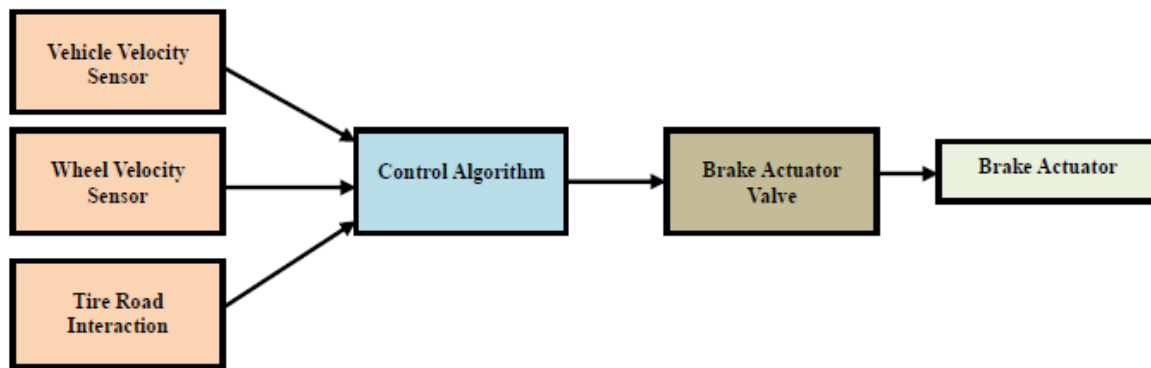 Vehicle Velocity
Sensor
Wheel Velocity
Sensor
Tire Road
Interaction
Control Algorithm
Brake Actuator
Valve
Brake Actuator